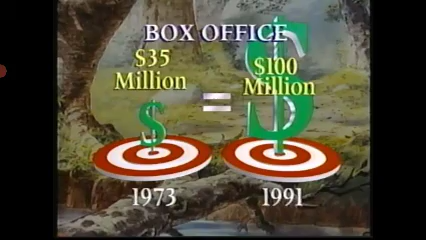 BOX OFFICE
$35
Million
$100
Million
=
$
$
1973
1991